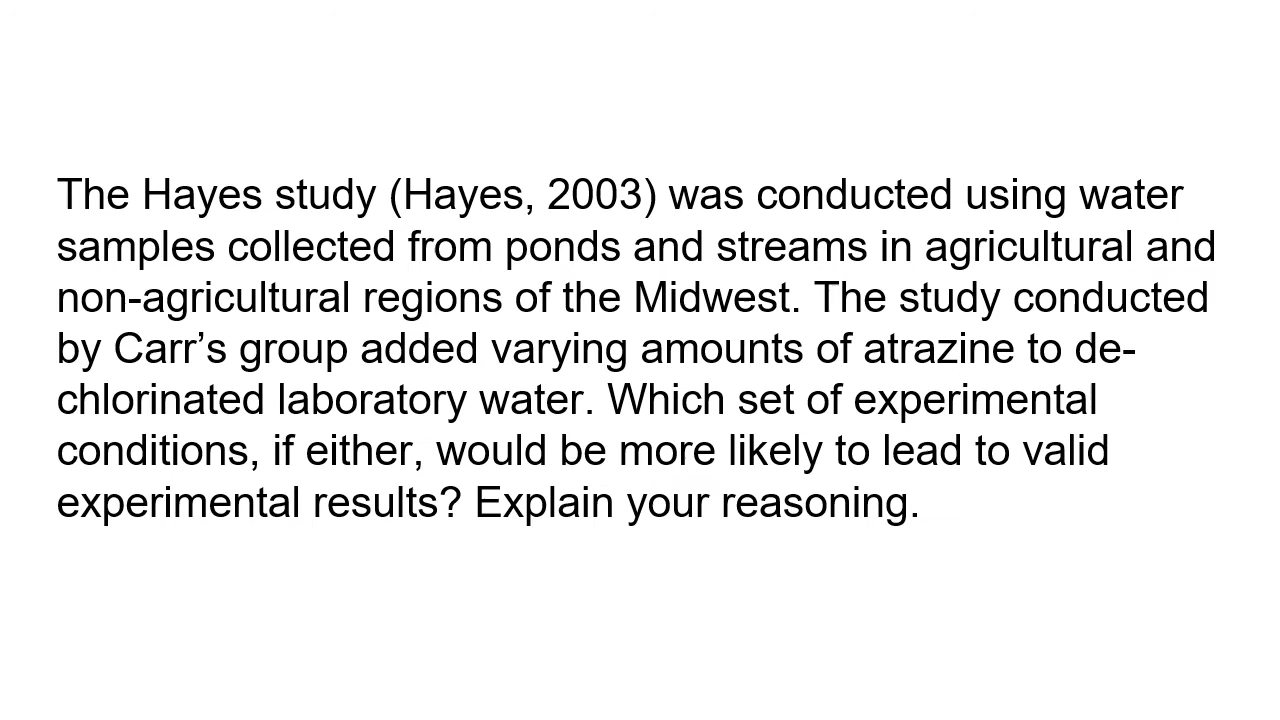 The Hayes study (Hayes, 2003) was conducted using water
samples collected from ponds and streams in agricultural and
non-agricultural regions of the Midwest. The study conducted
by Carr’s group added varying amounts of atrazine to de-
chlorinated laboratory water. Which set of experimental
conditions, if either, would be more likely to lead to valid
experimental results? Explain your reasoning.